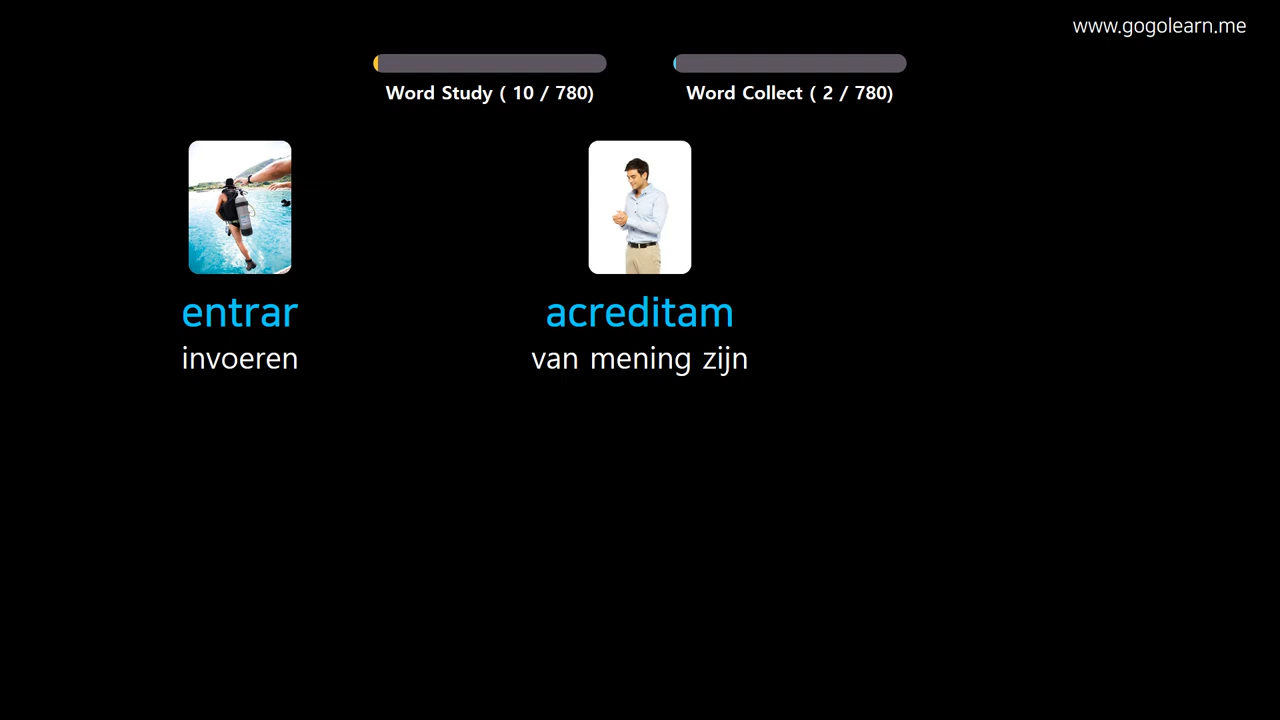 www.gogolearn.me
Word Study ( 10 / 780)
Word Collect ( 2 / 780)
entrar
invoeren
acreditam
van mening zijn